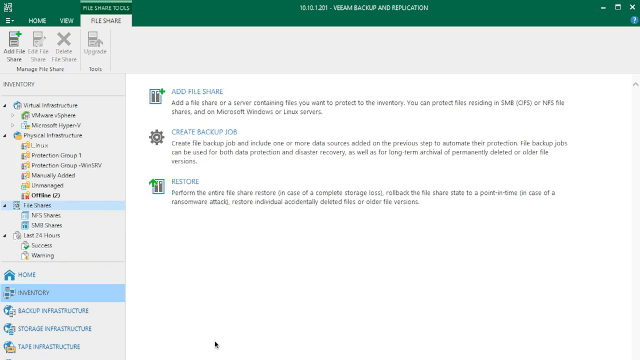 FILE SHARE TOOLS
10.10.1.201 - VEEAM BACKUP AND REPLICATION
HOME VIEW FILE SHARE
Add File Share
Edit File Share
Delete File Share
Upgrade
Manage File Share
Tools
INVENTORY
Virtual Infrastructure
VMware vSphere
Microsoft Hyper-V
Physical Infrastructure
Linux
Protection Group 1
Protection Group -WinSRV
Manually Added
Unmanaged
Offline (2)
File Shares
NFS Shares
SMB Shares
Last 24 Hours
Success
Warning
HOME
INVENTORY
BACKUP INFRASTRUCTURE
STORAGE INFRASTRUCTURE
TAPE INFRASTRUCTURE
ADD FILE SHARE
Add a file share or a server containing files you want to protect to the inventory. You can protect files residing in SMB (CIFS) or NFS file
shares, and on Microsoft Windows or Linux servers.
CREATE BACKUP JOB
Create file backup job and include one or more data sources added on the previous step to automate their protection. File backup jobs
can be used for both data protection and disaster recovery, as well as for long-term archival of permanently deleted or older file
versions.
RESTORE
Perform the entire file share restore (in case of a complete storage loss), rollback the file share state to a point-in-time (in case of a
ransomware attack), restore individual accidentally deleted files or older file versions.